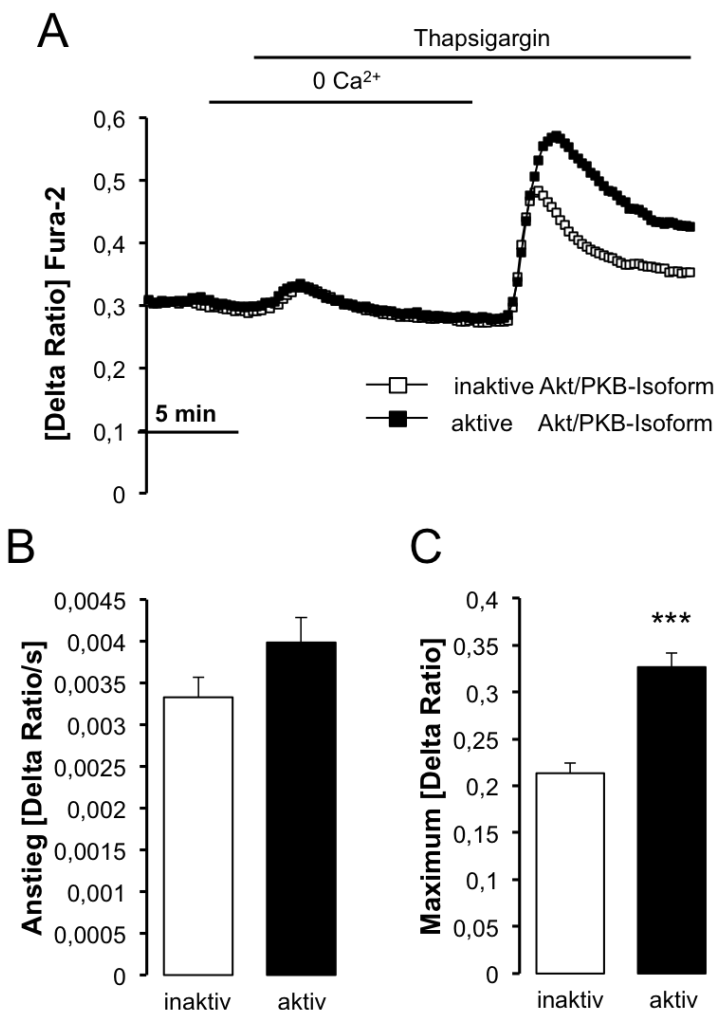 A
Thapsigargin
0 Ca²⁺
[Delta Ratio] Fura-2
0,6
0,5
0,4
0,3
0,2
0,1
0
5 min
inaktive Akt/PKB-Isoform
aktive Akt/PKB-Isoform
B
Anstieg [Delta Ratio/s]
0,0045
0,004
0,0035
0,003
0,0025
0,002
0,0015
0,001
0,0005
0
inaktiv aktiv
C
Maximum [Delta Ratio]
0,4
0,35
0,3
0,25
0,2
0,15
0,1
0,05
0
***
inaktiv aktiv